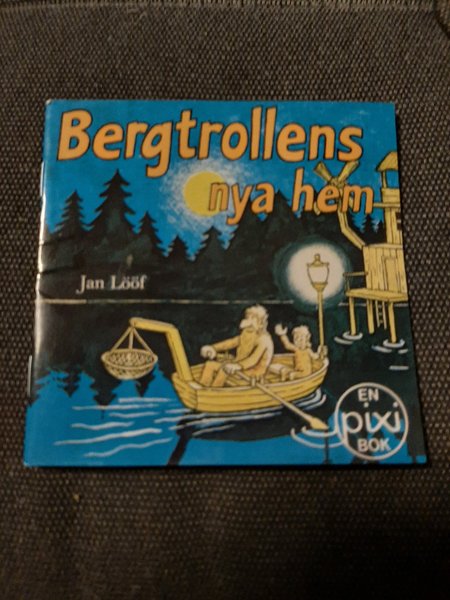 Bergtrollens
nya hem
Jan Lööf
EN
pixi
BOK